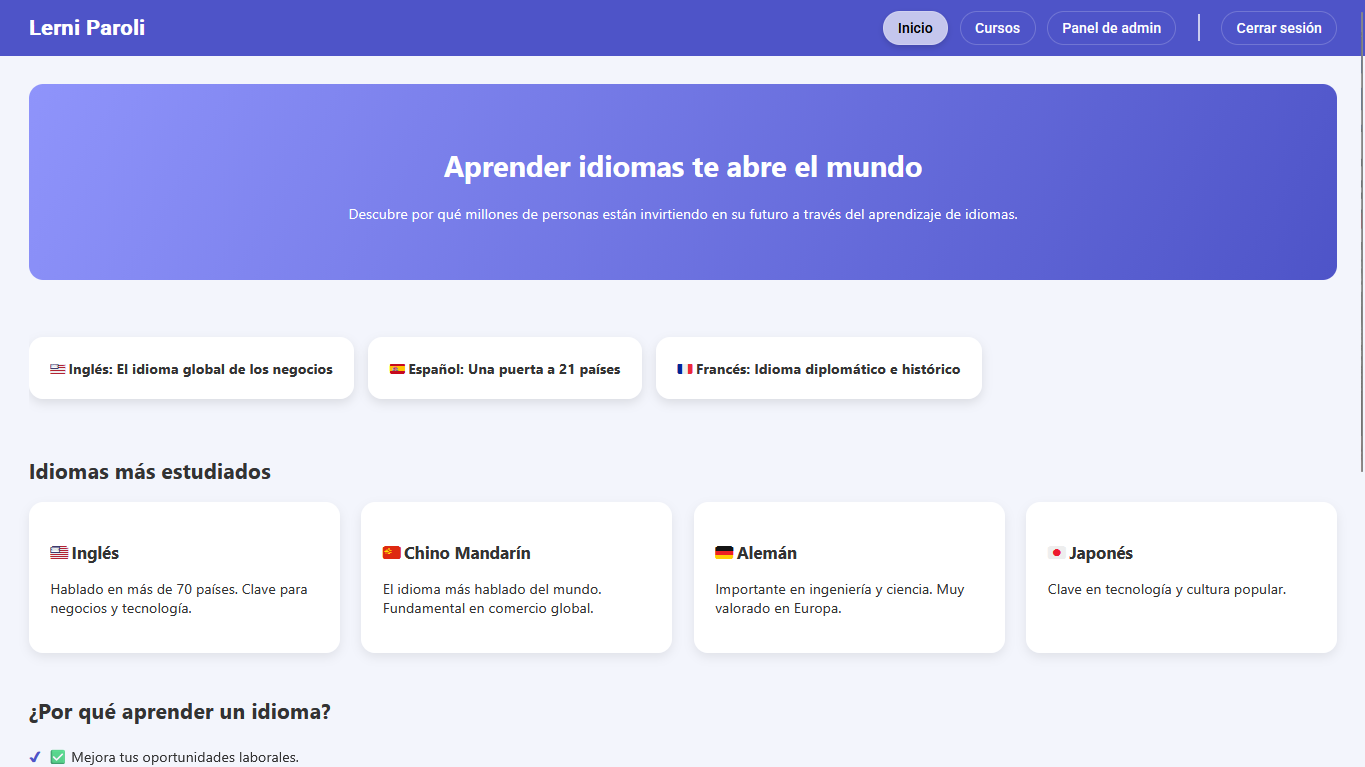 Lerni Paroli
Inicio
Cursos
Panel de admin
Cerrar sesión
Aprender idiomas te abre el mundo
Descubre por qué millones de personas están invirtiendo en su futuro a través del aprendizaje de idiomas.
🇺🇸 Inglés: El idioma global de los negocios
🇪🇸 Español: Una puerta a 21 países
🇫🇷 Francés: Idioma diplomático e histórico
Idiomas más estudiados
🇺🇸 Inglés
Hablado en más de 70 países. Clave para
negocios y tecnología.
🇨🇳 Chino Mandarín
El idioma más hablado del mundo.
Fundamental en comercio global.
🇩🇪 Alemán
Importante en ingeniería y ciencia. Muy
valorado en Europa.
🇯🇵 Japonés
Clave en tecnología y cultura popular.
¿Por qué aprender un idioma?
✔ ✅ Mejora tus oportunidades laborales.